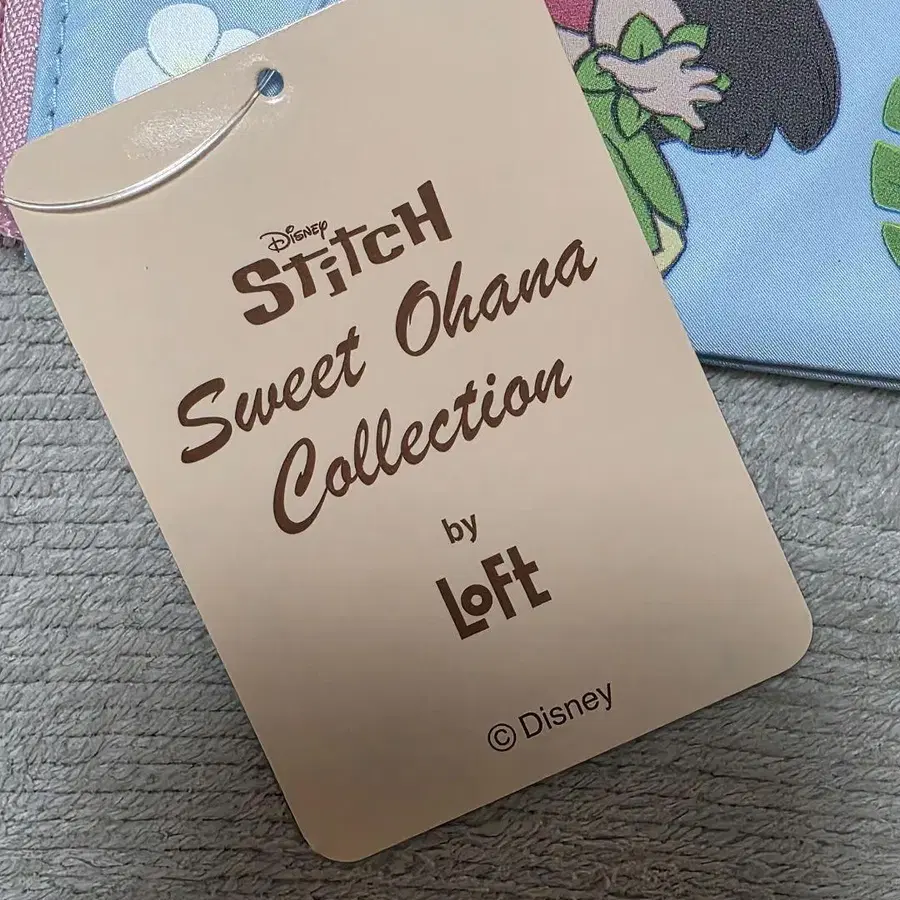 Disney
Stitch
Sweet Ohana
Collection
by
LoFt
© Disney